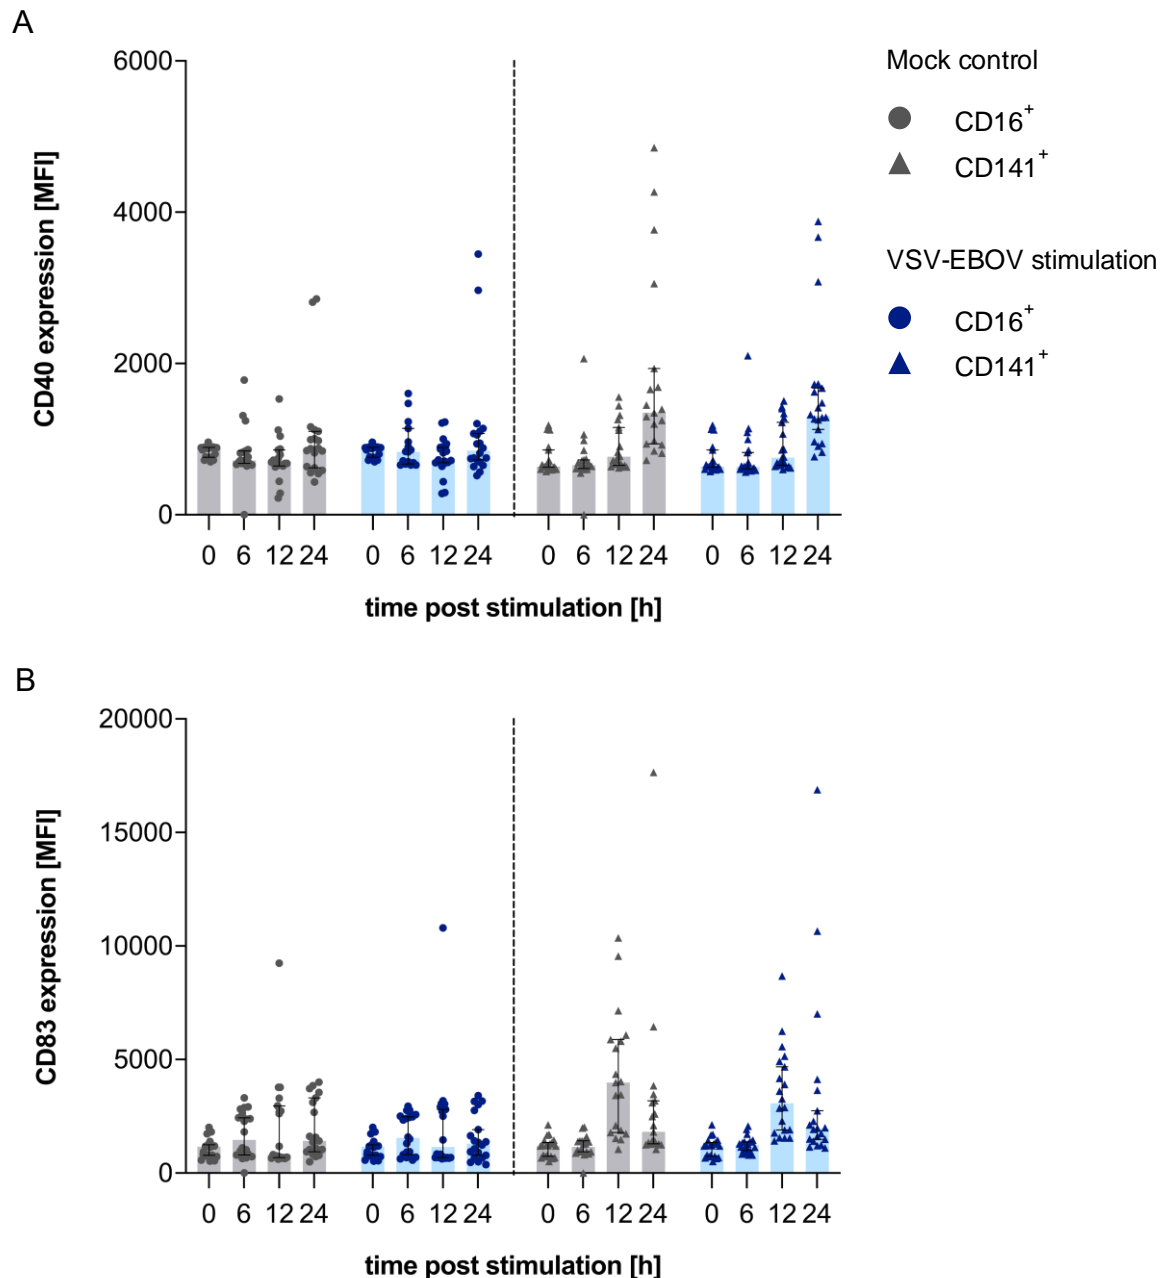 A
6000
4000
2000
0
CD40 expression [MFI]
0 6 12 24 0 6 12 24 0 6 12 24 0 6 12 24
time post stimulation [h]
Mock control
CD16+
CD141+
VSV-EBOV stimulation
CD16+
CD141+
B
20000
15000
10000
5000
0
CD83 expression [MFI]
0 6 12 24 0 6 12 24 0 6 12 24 0 6 12 24
time post stimulation [h]